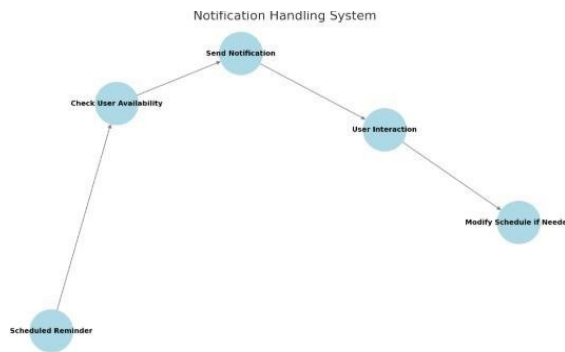 Notification Handling System
Send Notification
Check User Availability
User Interaction
Modify Schedule if Neede
Scheduled Reminder